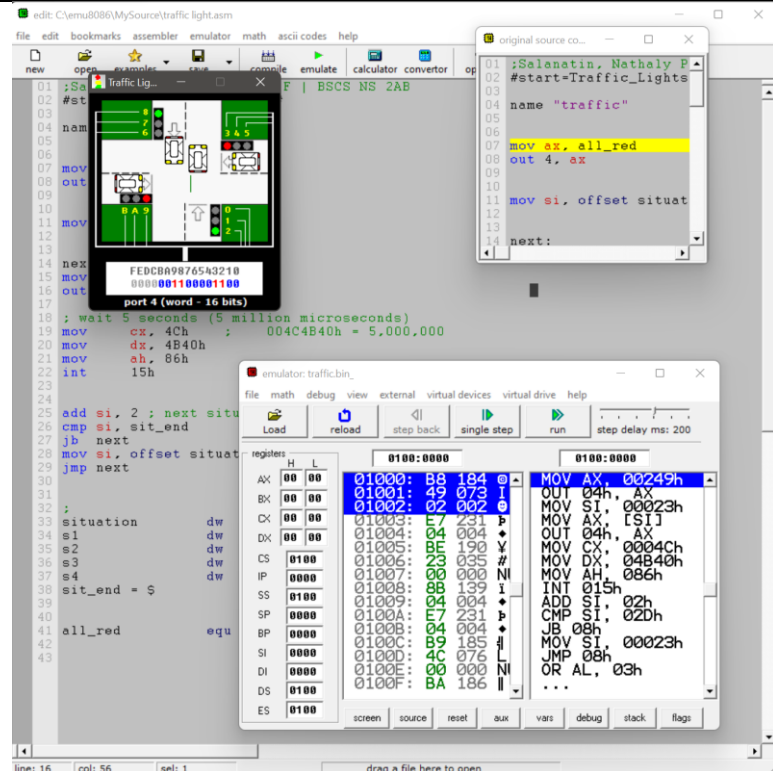 edit: C:\emu8086\MySource\traffic light.asm
file edit bookmarks assembler emulator math ascii codes help
new open examples save compile emulate calculator convertor op
01 ;Sa F | BSCS NS 2AB
02 #st
03
04 nam
05
06
07 mov
08 out
09
10
11 mov
12
13
14 nex
15 mov
16 out
17
18 ; wait 5 seconds (5 million microseconds)
19 mov cx, 4Ch ; 004C4B40h = 5,000,000
20 mov dx, 4B40h
21 mov ah, 86h
22 int 15h
23
24
25 add si, 2 ; next situ
26 cmp si, sit_end
27 jb next
28 mov si, offset situat
29 jmp next
30
31
32 ;
33 situation dw
34 s1 dw
35 s2 dw
36 s3 dw
37 s4 dw
38 sit_end = $
39
40
41 all_red equ
42
43
line: 16 col: 56 sel: 1 drag a file here to open
Traffic Lig...
8
7
6
3 4 5
B A 9
0
1
2
FEDCBA9876543210
0000001100001100
port 4 (word - 16 bits)
original source co...
01 ;Salanatin, Nathaly P
02 #start=Traffic_Lights
03
04 name "traffic"
05
06
07 mov ax, all_red
08 out 4, ax
09
10
11 mov si, offset situat
12
13
14 next:
emulator: traffic.bin_
file math debug view external virtual devices virtual drive help
Load reload step back single step run step delay ms: 200
registers
H L
AX 00 00
BX 00 00
CX 00 00
DX 00 00
CS 0100
IP 0000
SS 0100
SP 0000
BP 0000
SI 0000
DI 0000
DS 0100
ES 0100
0100:0000
01000: B8 184
01001: 49 073 I
01002: 02 002
01003: E7 231
01004: 04 004 ♦
01005: BE 190 ¥
01006: 23 035 #
01007: 00 000 NU
01008: 8B 139 ï
01009: 04 004 ♦
0100A: E7 231
0100B: 04 004 ♦
0100C: B9 185 ╣
0100D: 4C 076 L
0100E: 00 000 NU
0100F: BA 186 ║
0100:0000
MOV AX, 00249h
OUT 04h, AX
MOV SI, 00023h
MOV AX, [SI]
OUT 04h, AX
MOV CX, 0004Ch
MOV DX, 04B40h
MOV AH, 086h
INT 015h
ADD SI, 02h
CMP SI, 02Dh
JB 08h
MOV SI, 00023h
JMP 08h
OR AL, 03h
...
screen source reset aux vars debug stack flags